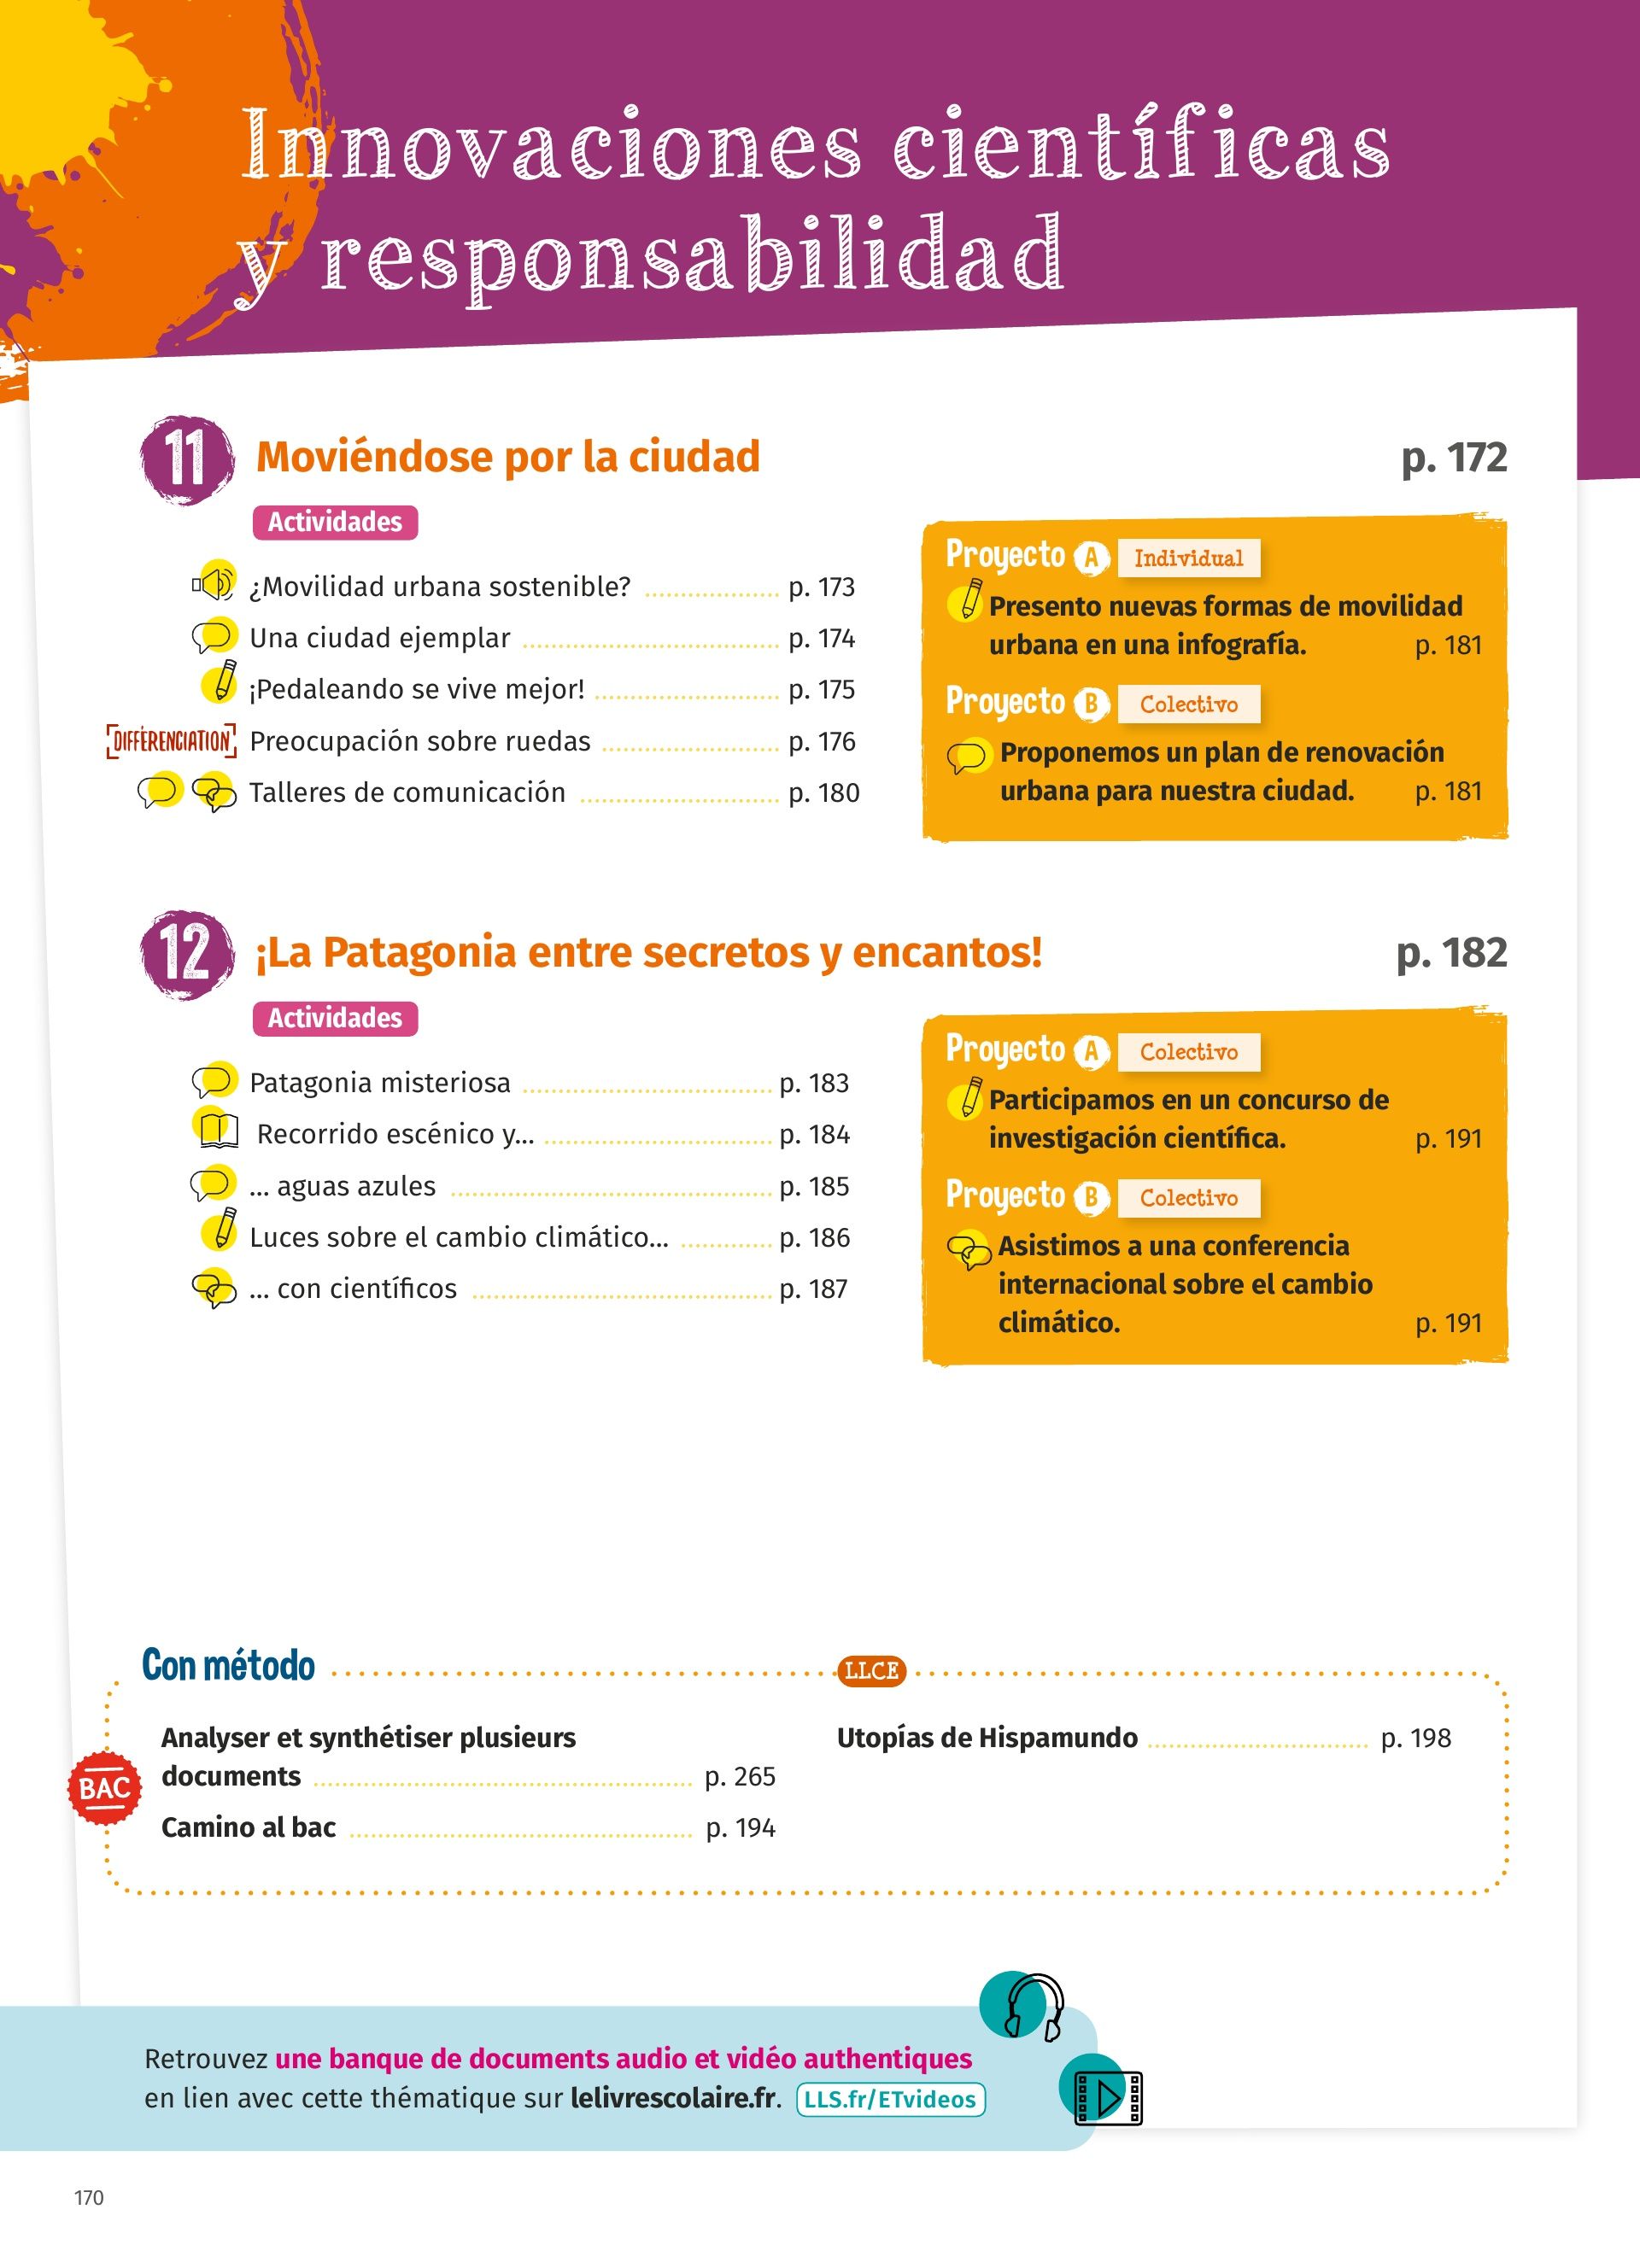 Innovaciones científicas
y responsabilidad
11 Moviéndose por la ciudad p. 172
Actividades
¿Movilidad urbana sostenible? p. 173
Una ciudad ejemplar p. 174
¡Pedaleando se vive mejor! p. 175
DIFFÉRENCIATION Preocupación sobre ruedas p. 176
Talleres de comunicación p. 180
Proyecto A Individual
Presento nuevas formas de movilidad
urbana en una infografía. p. 181
Proyecto B Colectivo
Proponemos un plan de renovación
urbana para nuestra ciudad. p. 181
12 ¡La Patagonia entre secretos y encantos! p. 182
Actividades
Patagonia misteriosa p. 183
Recorrido escénico y... p. 184
... aguas azules p. 185
Luces sobre el cambio climático... p. 186
... con científicos p. 187
Proyecto A Colectivo
Participamos en un concurso de
investigación científica. p. 191
Proyecto B Colectivo
Asistimos a una conferencia
internacional sobre el cambio
climático. p. 191
Con método
BAC
Analyser et synthétiser plusieurs
documents p. 265
Camino al bac p. 194
LLCE
Utopías de Hispamundo p. 198
Retrouvez une banque de documents audio et vidéo authentiques
en lien avec cette thématique sur lelivrescolaire.fr. LLS.fr/ETvideos
170